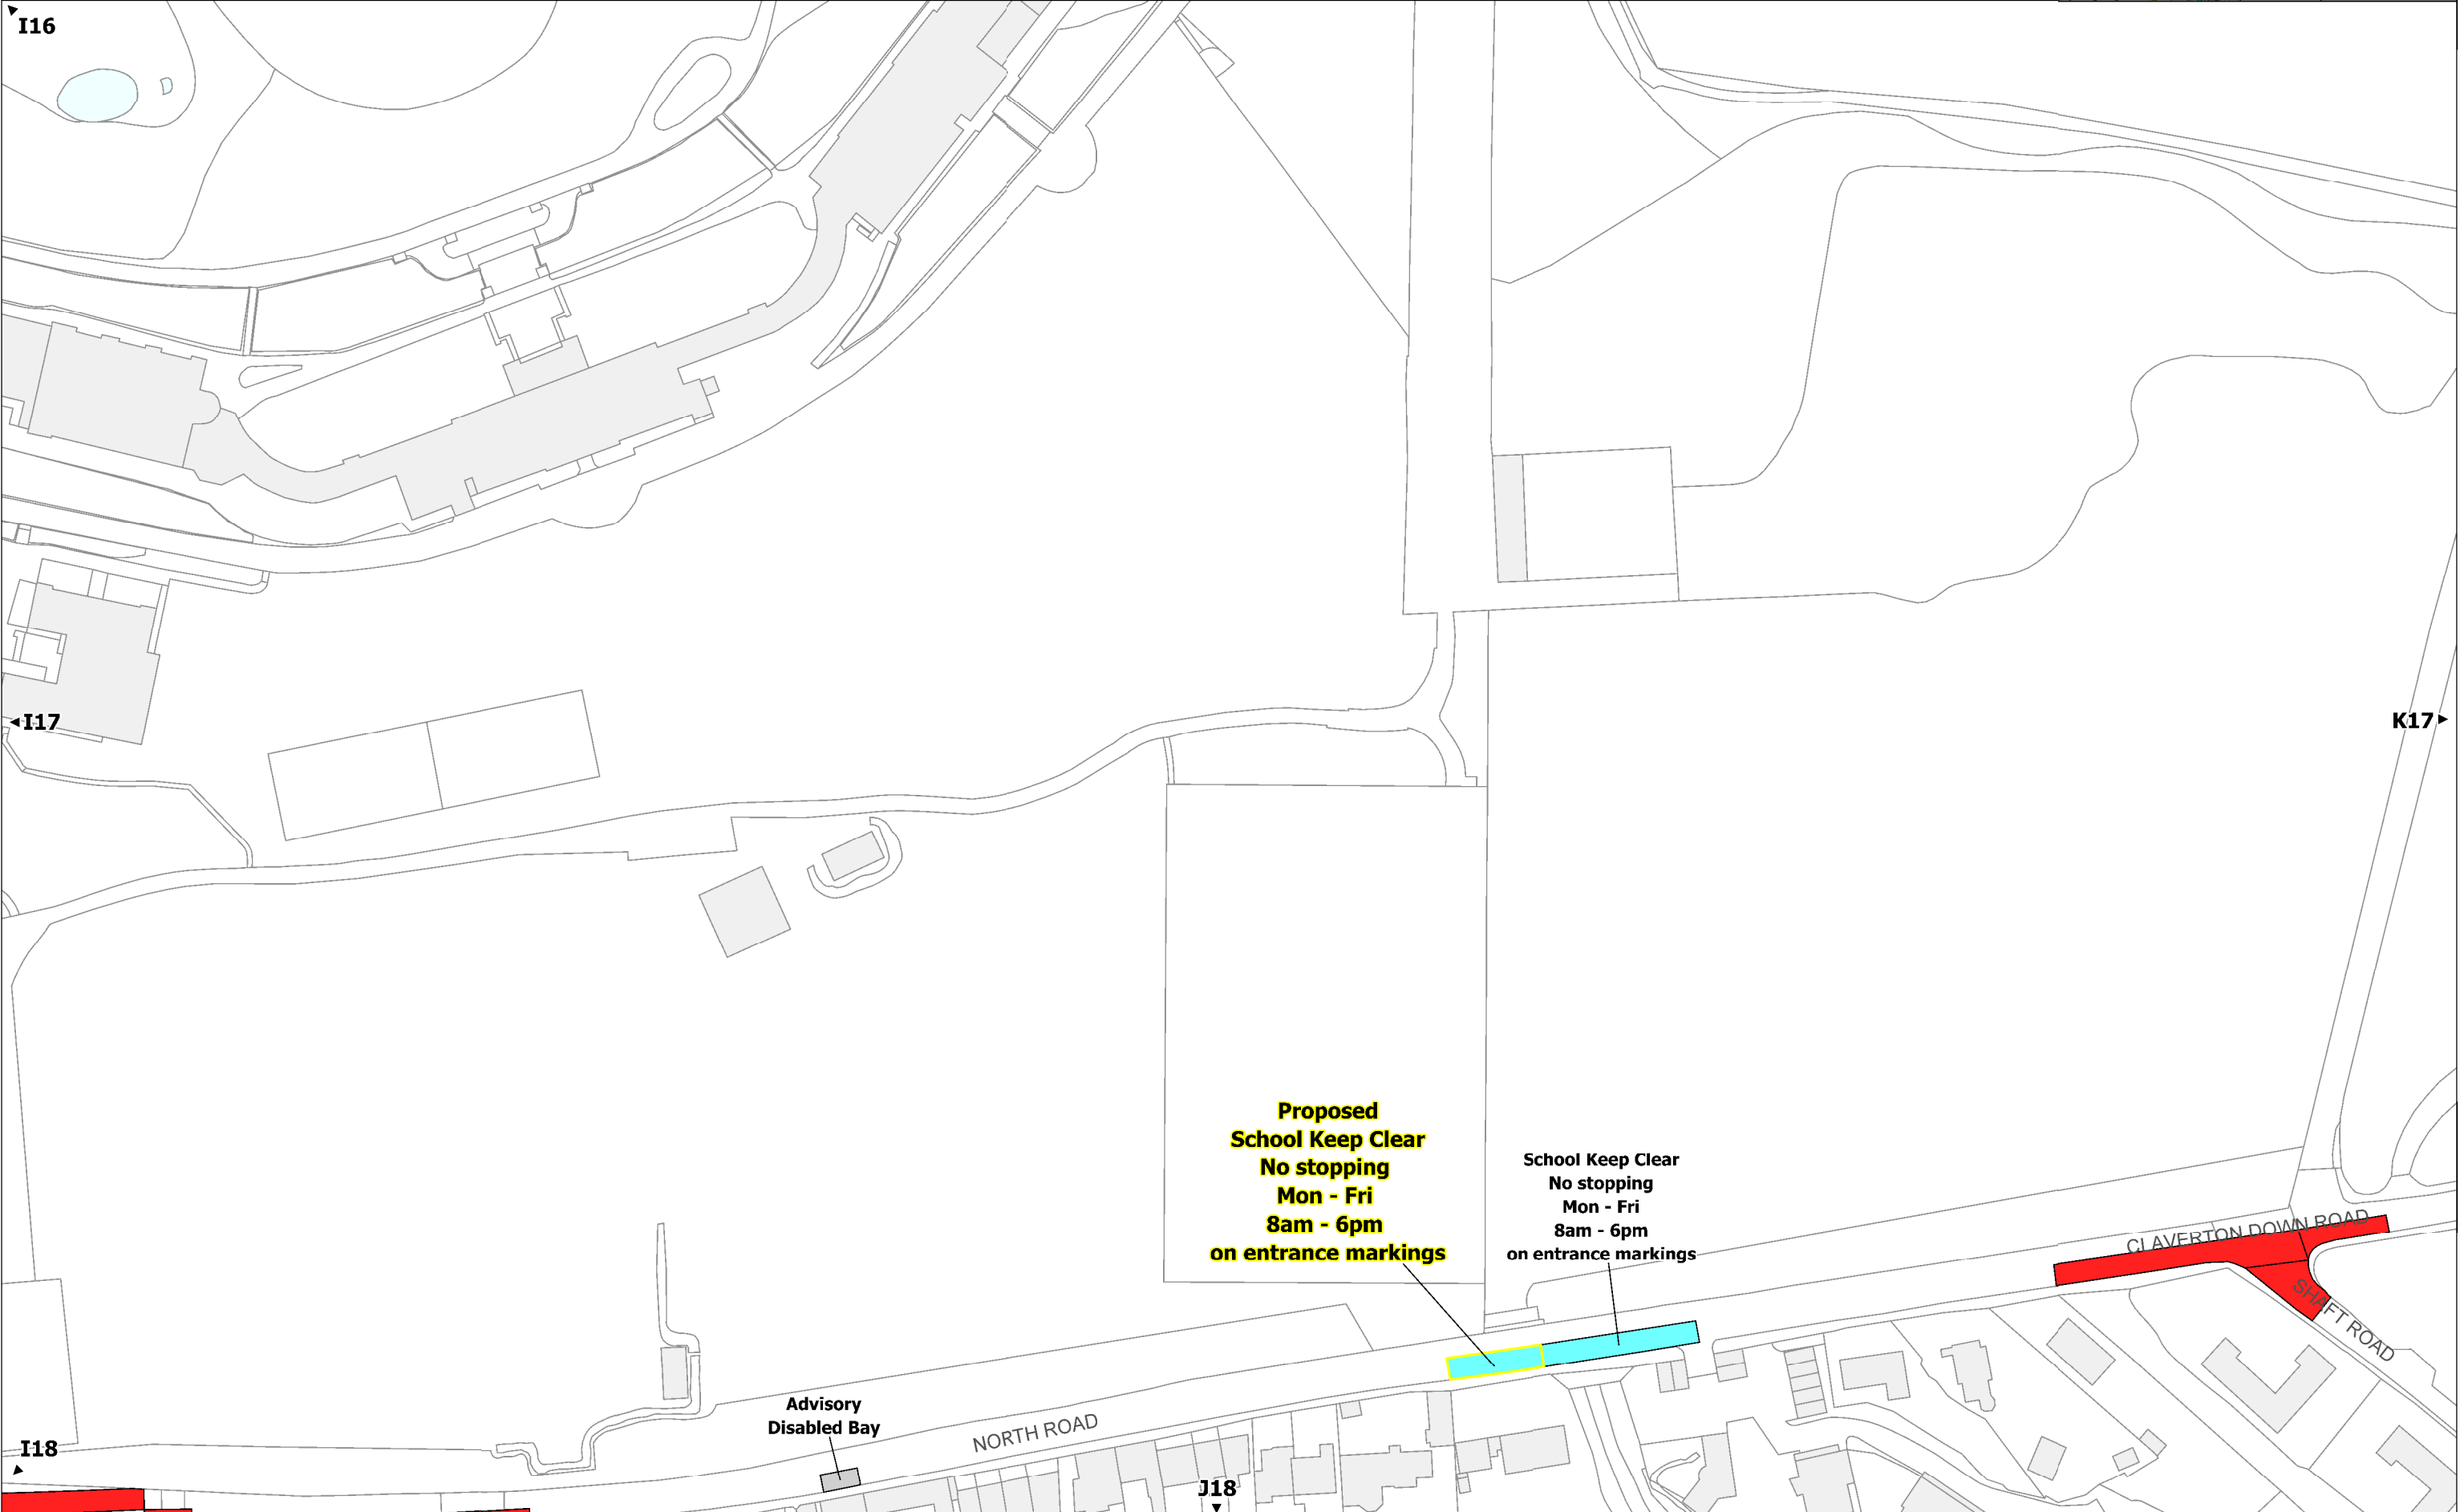 I16
I17
K17
Proposed
School Keep Clear
No stopping
Mon - Fri
8am - 6pm
on entrance markings
School Keep Clear
No stopping
Mon - Fri
8am - 6pm
on entrance markings
CLAVERTON DOWN ROAD
SHAFT ROAD
Advisory
Disabled Bay
NORTH ROAD
I18
J18